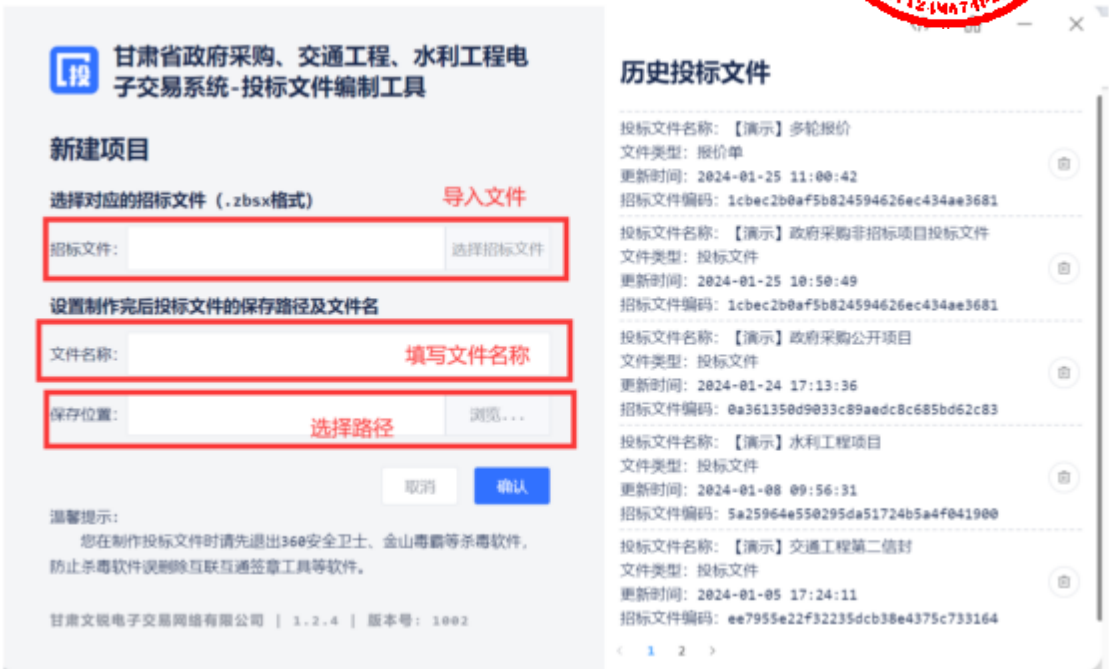 甘肃省政府采购、交通工程、水利工程电
子交易系统-投标文件编制工具
新建项目
选择对应的招标文件（.zbsx格式）
导入文件
招标文件：
选择招标文件
设置制作完后投标文件的保存路径及文件名
文件名称：
填写文件名称
保存位置：
选择路径
浏览...
取消
确认
温馨提示：
您在制作投标文件时请先退出360安全卫士、金山毒霸等杀毒软件，
防止杀毒软件误删除互联互通签章工具等软件。
甘肃文锐电子交易网络有限公司 | 1.2.4 | 版本号：1002
历史投标文件
投标文件名称：【演示】多轮报价
文件类型：报价单
更新时间：2024-01-25 11:00:42
招标文件编码：1cbec2b0af5b824594626ec434ae3681
投标文件名称：【演示】政府采购非招标项目投标文件
文件类型：投标文件
更新时间：2024-01-25 10:50:49
招标文件编码：1cbec2b0af5b824594626ec434ae3681
投标文件名称：【演示】政府采购公开项目
文件类型：投标文件
更新时间：2024-01-24 17:13:36
招标文件编码：0a361350d9033c89aedc8c685bd62c83
投标文件名称：【演示】水利工程项目
文件类型：投标文件
更新时间：2024-01-08 09:56:31
招标文件编码：5a25964e550295da51724b5a4f041900
投标文件名称：【演示】交通工程第二信封
文件类型：投标文件
更新时间：2024-01-05 17:24:11
招标文件编码：ee7955e22f32235dcb38e4375c733164
1 2